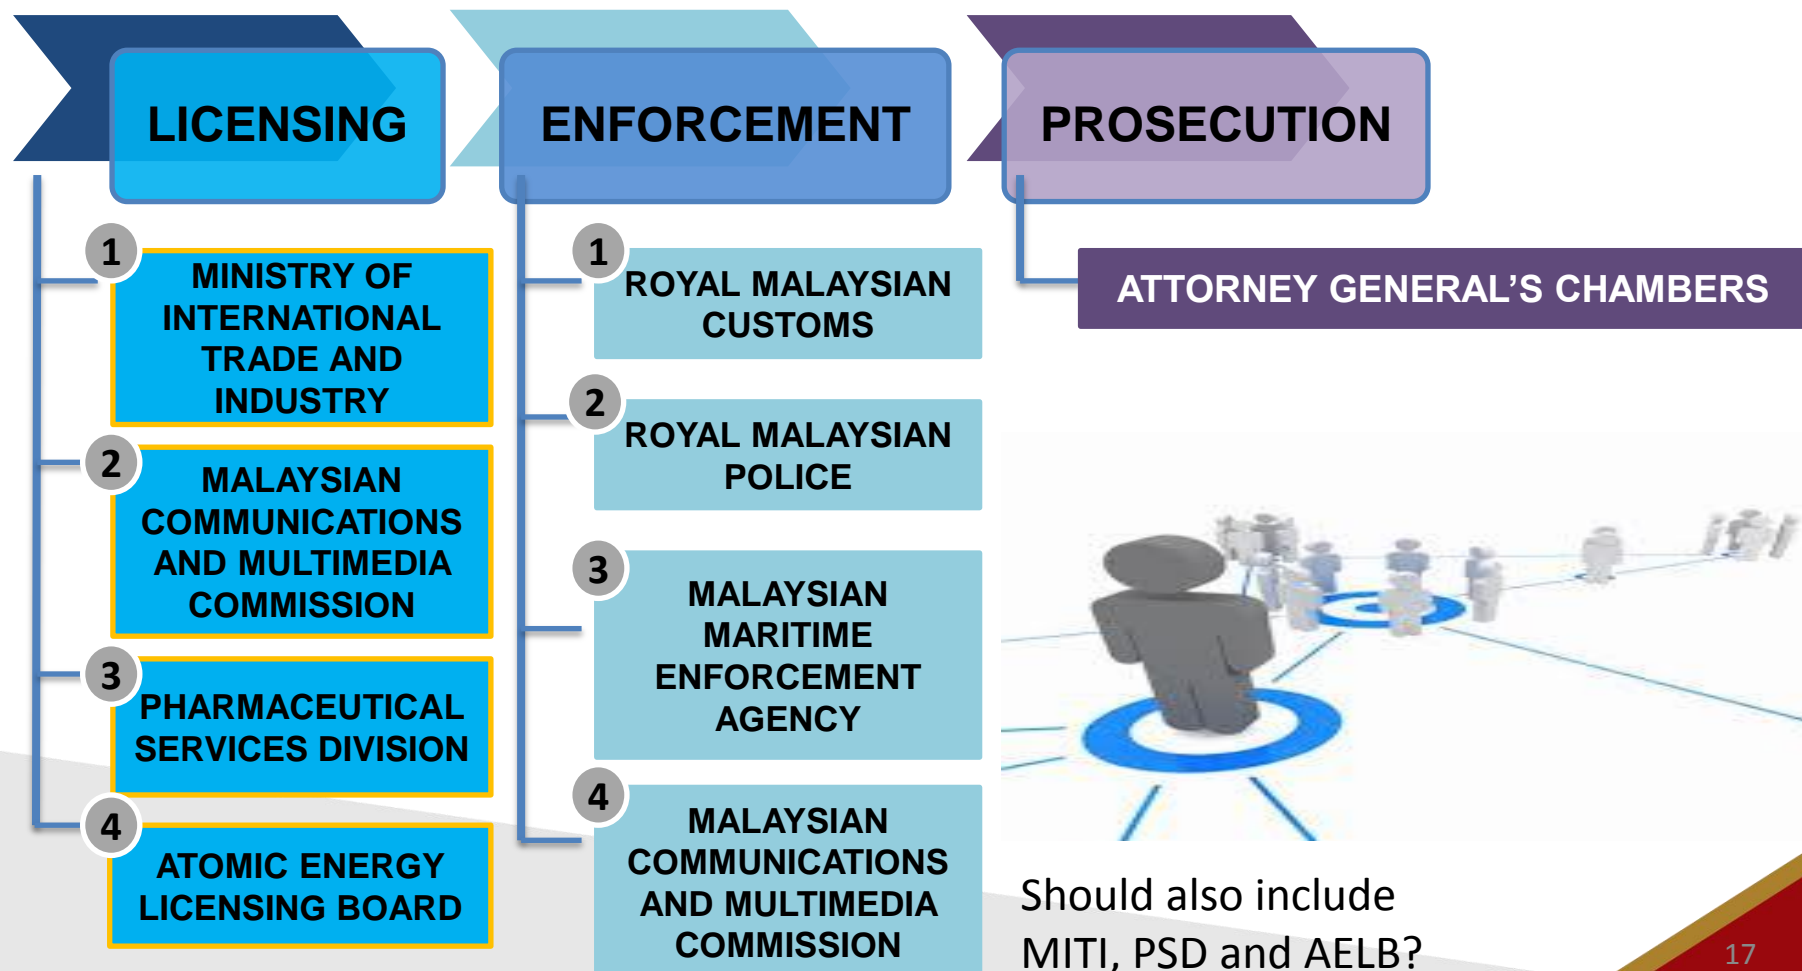 LICENSING
1
MINISTRY OF
INTERNATIONAL
TRADE AND
INDUSTRY
2
MALAYSIAN
COMMUNICATIONS
AND MULTIMEDIA
COMMISSION
3
PHARMACEUTICAL
SERVICES DIVISION
4
ATOMIC ENERGY
LICENSING BOARD
ENFORCEMENT
1
ROYAL MALAYSIAN
CUSTOMS
2
ROYAL MALAYSIAN
POLICE
3
MALAYSIAN
MARITIME
ENFORCEMENT
AGENCY
4
MALAYSIAN
COMMUNICATIONS
AND MULTIMEDIA
COMMISSION
PROSECUTION
ATTORNEY GENERAL’S CHAMBERS
Should also include
MITI, PSD and AELB?
17